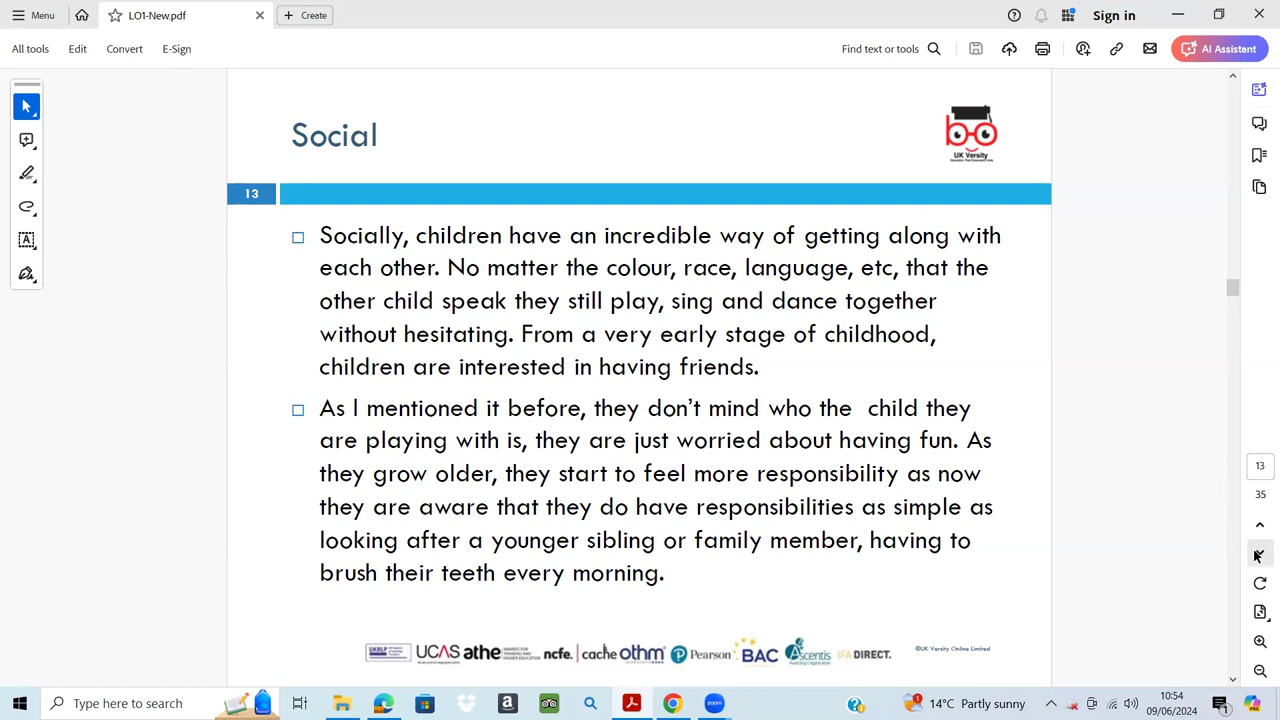 Menu
LO1-New.pdf
Create
Sign in
All tools
Edit
Convert
E-Sign
Find text or tools
AI Assistant
Social
UK Versity
13
Socially, children have an incredible way of getting along with
each other. No matter the colour, race, language, etc, that the
other child speak they still play, sing and dance together
without hesitating. From a very early stage of childhood,
children are interested in having friends.
As I mentioned it before, they don't mind who the child they
are playing with is, they are just worried about having fun. As
they grow older, they start to feel more responsibility as now
they are aware that they do have responsibilities as simple as
looking after a younger sibling or family member, having to
brush their teeth every morning.
13
35
UKRLP UCAS athe ncfe. cache othm Pearson BAC Ascentis IFA DIRECT.
©UK Versity Online Limited
Type here to search
zoom
14°C Partly sunny
10:54
09/06/2024